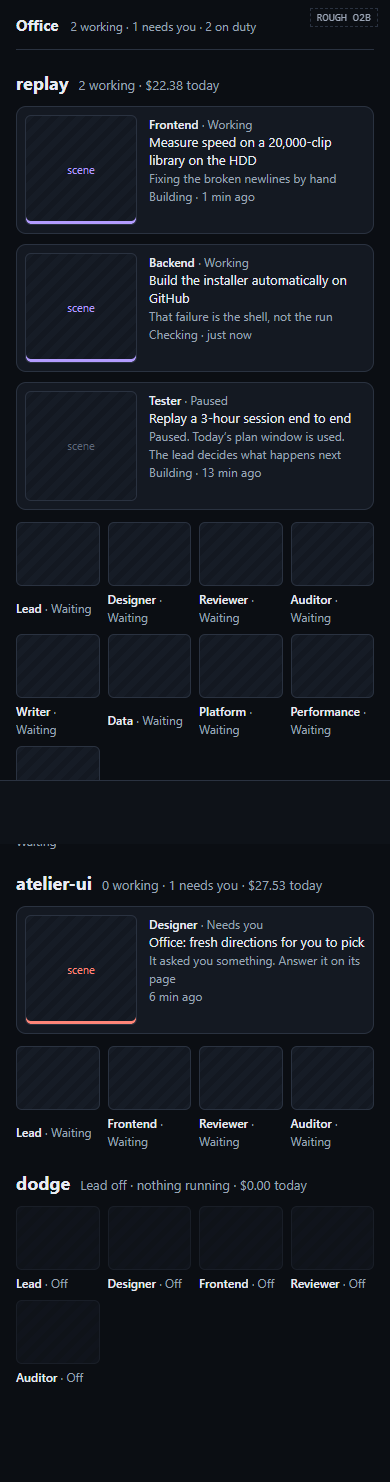 Office 2 working · 1 needs you · 2 on duty
ROUGH O2B
replay 2 working · $22.38 today
scene
Frontend · Working
Measure speed on a 20,000-clip
library on the HDD
Fixing the broken newlines by hand
Building · 1 min ago
scene
Backend · Working
Build the installer automatically on
GitHub
That failure is the shell, not the run
Checking · just now
scene
Tester · Paused
Replay a 3-hour session end to end
Paused. Today's plan window is used.
The lead decides what happens next
Building · 13 min ago
Lead · Waiting
Designer ·
Waiting
Reviewer ·
Waiting
Auditor ·
Waiting
Writer ·
Waiting
Data · Waiting
Platform ·
Waiting
Performance ·
Waiting
Waiting
atelier-ui 0 working · 1 needs you · $27.53 today
scene
Designer · Needs you
Office: fresh directions for you to pick
It asked you something. Answer it on its
page
6 min ago
Lead · Waiting
Frontend ·
Waiting
Reviewer ·
Waiting
Auditor ·
Waiting
dodge Lead off · nothing running · $0.00 today
Lead · Off
Designer · Off
Frontend · Off
Reviewer · Off
Auditor · Off